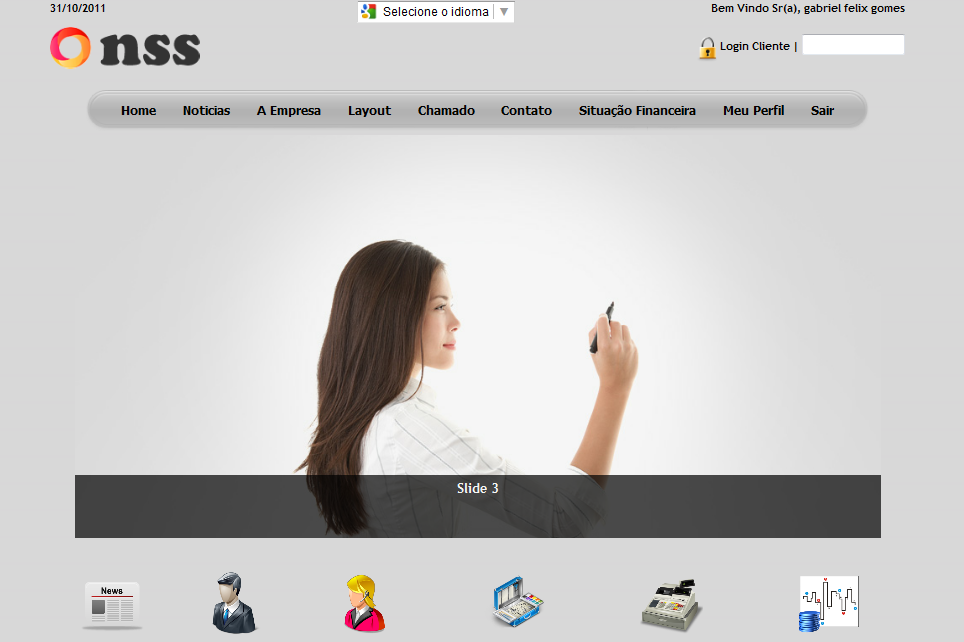 31/10/2011
Selecione o idioma
Bem Vindo Sr(a), gabriel felix gomes
nss
Login Cliente |
Home Noticias A Empresa Layout Chamado Contato Situação Financeira Meu Perfil Sair
Slide 3
News